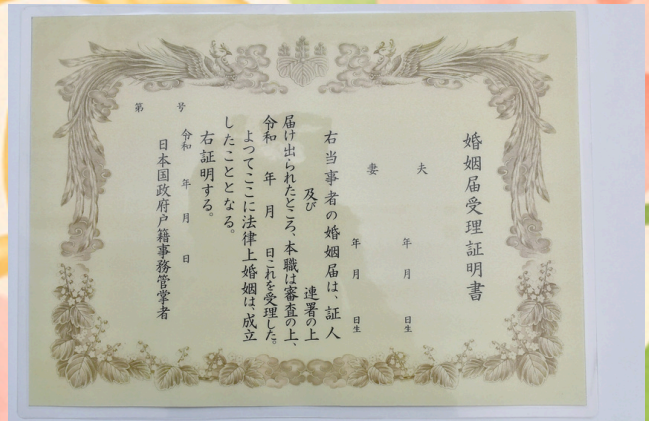 婚姻届受理証明書
夫　　年　月　日生
妻　　年　月　日生
右当事者の婚姻届は、証人
及び　　連署の上
届け出られたところ、本職は審査の上、
令和　年　月　日これを受理した。
よつてここに法律上婚姻は、成立
したこととなる。
右証明する。
第　　号
令和　年　月　日
日本国政府戸籍事務管掌者